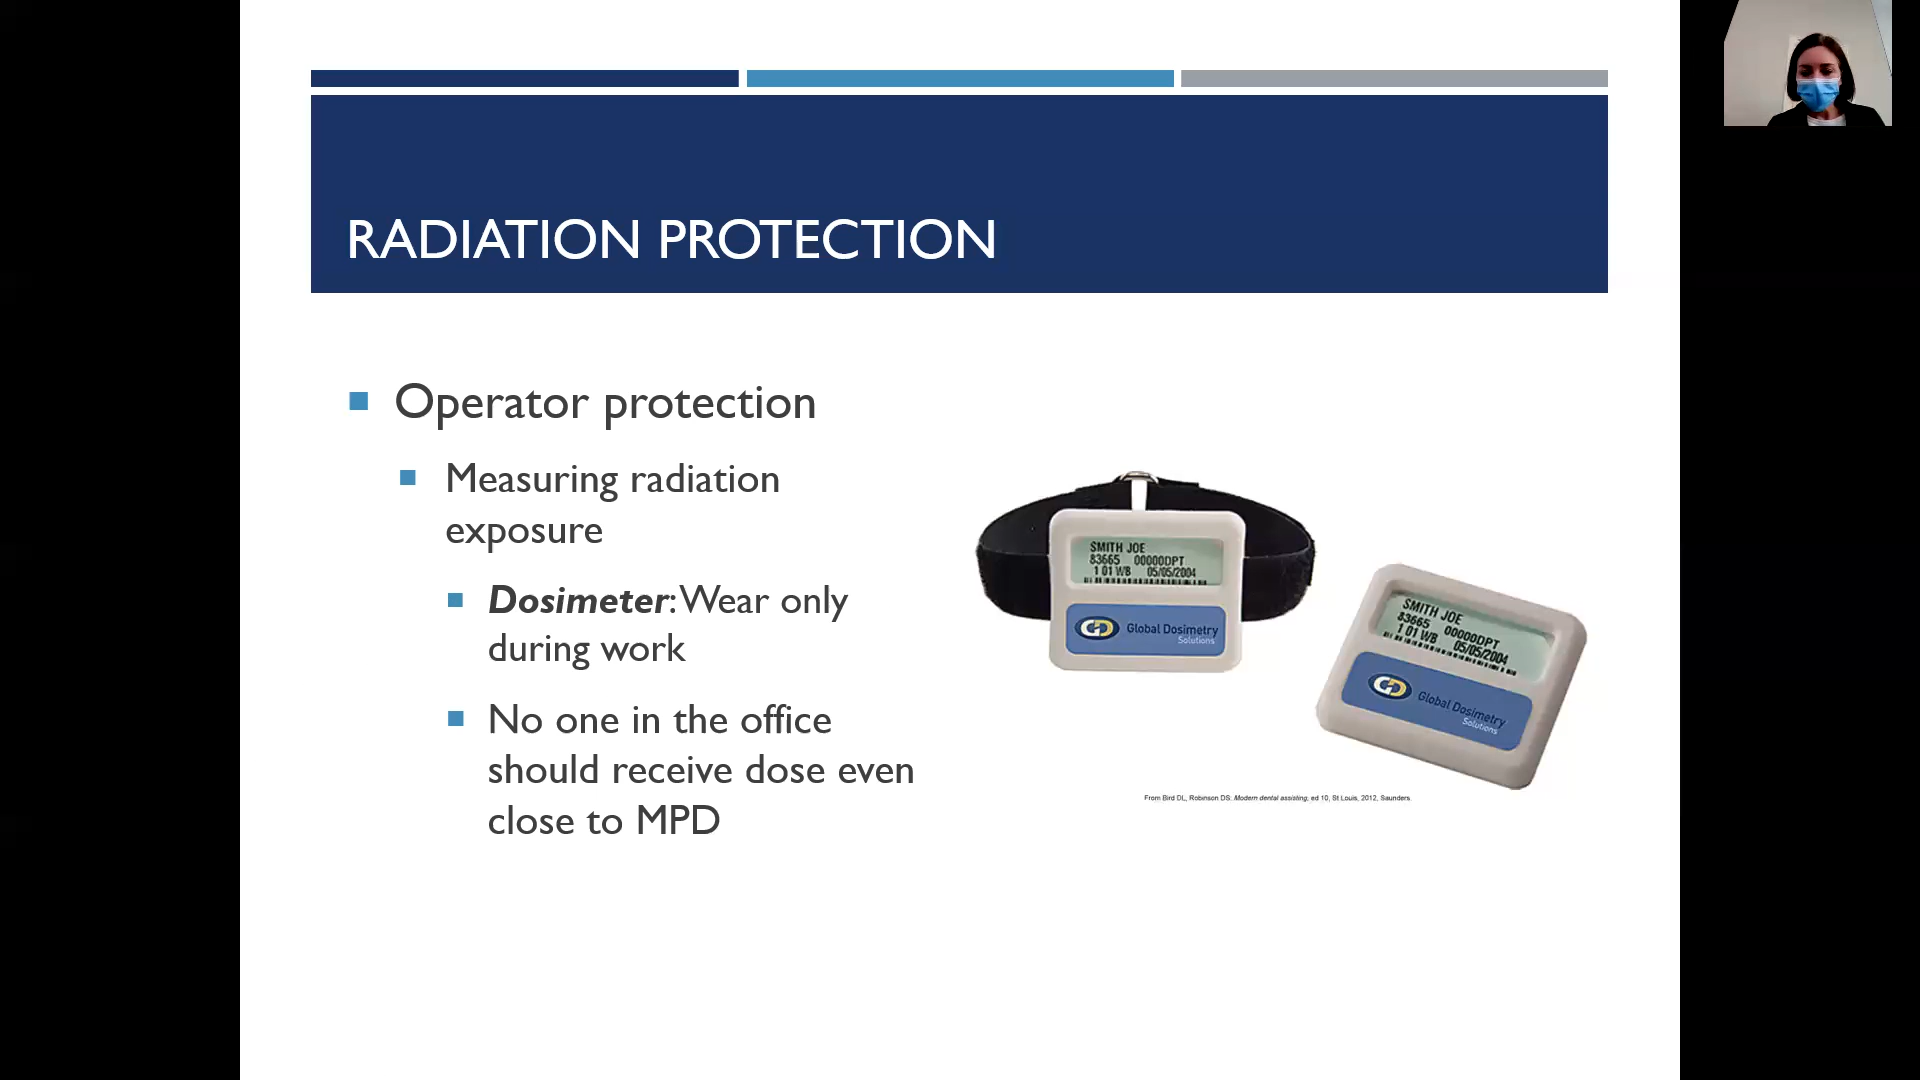 RADIATION PROTECTION
Operator protection
Measuring radiation
exposure
Dosimeter: Wear only
during work
No one in the office
should receive dose even
close to MPD
SMITH JOE
83665 00000DPT
1 01 WB 05/05/2004
GD Global Dosimetry
Solutions
SMITH JOE
83665 00000DPT
1 01 WB 05/05/2004
GD Global Dosimetry
Solutions
From Bird DL, Robinson DS: Modern dental assisting, ed 10, St Louis, 2012, Saunders.